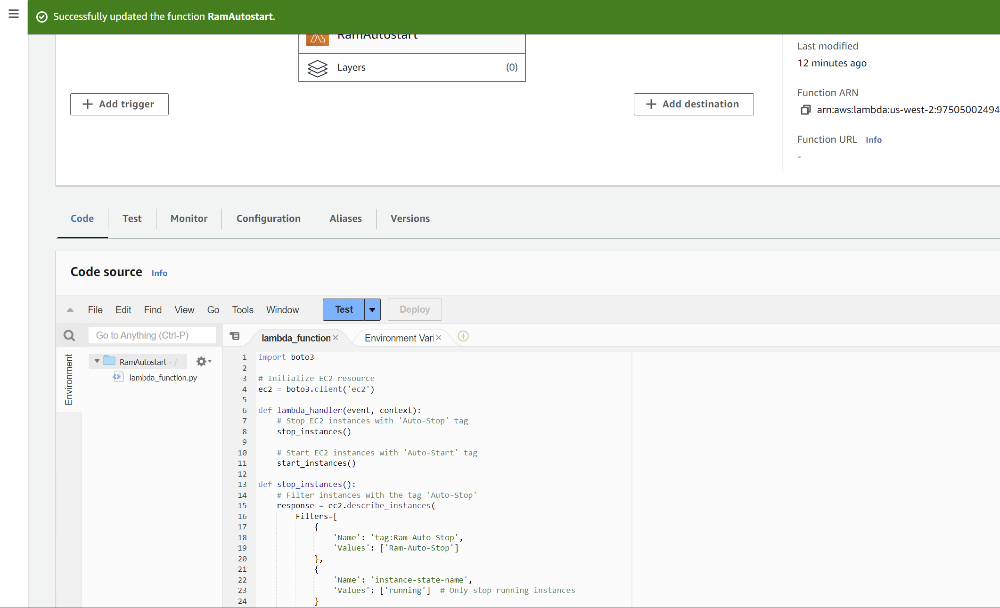 Successfully updated the function RamAutostart.
RamAutostart
Layers (0)
Last modified
12 minutes ago
+ Add trigger
+ Add destination
Function ARN
arn:aws:lambda:us-west-2:97505002494
Function URL Info
-
Code
Test
Monitor
Configuration
Aliases
Versions
Code source Info
File Edit Find View Go Tools Window Test Deploy
Go to Anything (Ctrl-P)
lambda_function ×
Environment Vari ×
Environment
RamAutostart - /
lambda_function.py
1 import boto3
2
3 # Initialize EC2 resource
4 ec2 = boto3.client('ec2')
5
6 def lambda_handler(event, context):
7     # Stop EC2 instances with 'Auto-Stop' tag
8     stop_instances()
9
10     # Start EC2 instances with 'Auto-Start' tag
11     start_instances()
12
13 def stop_instances():
14     # Filter instances with the tag 'Auto-Stop'
15     response = ec2.describe_instances(
16         Filters=[
17             {
18                 'Name': 'tag:Ram-Auto-Stop',
19                 'Values': ['Ram-Auto-Stop']
20             },
21             {
22                 'Name': 'instance-state-name',
23                 'Values': ['running']  # Only stop running instances
24             }